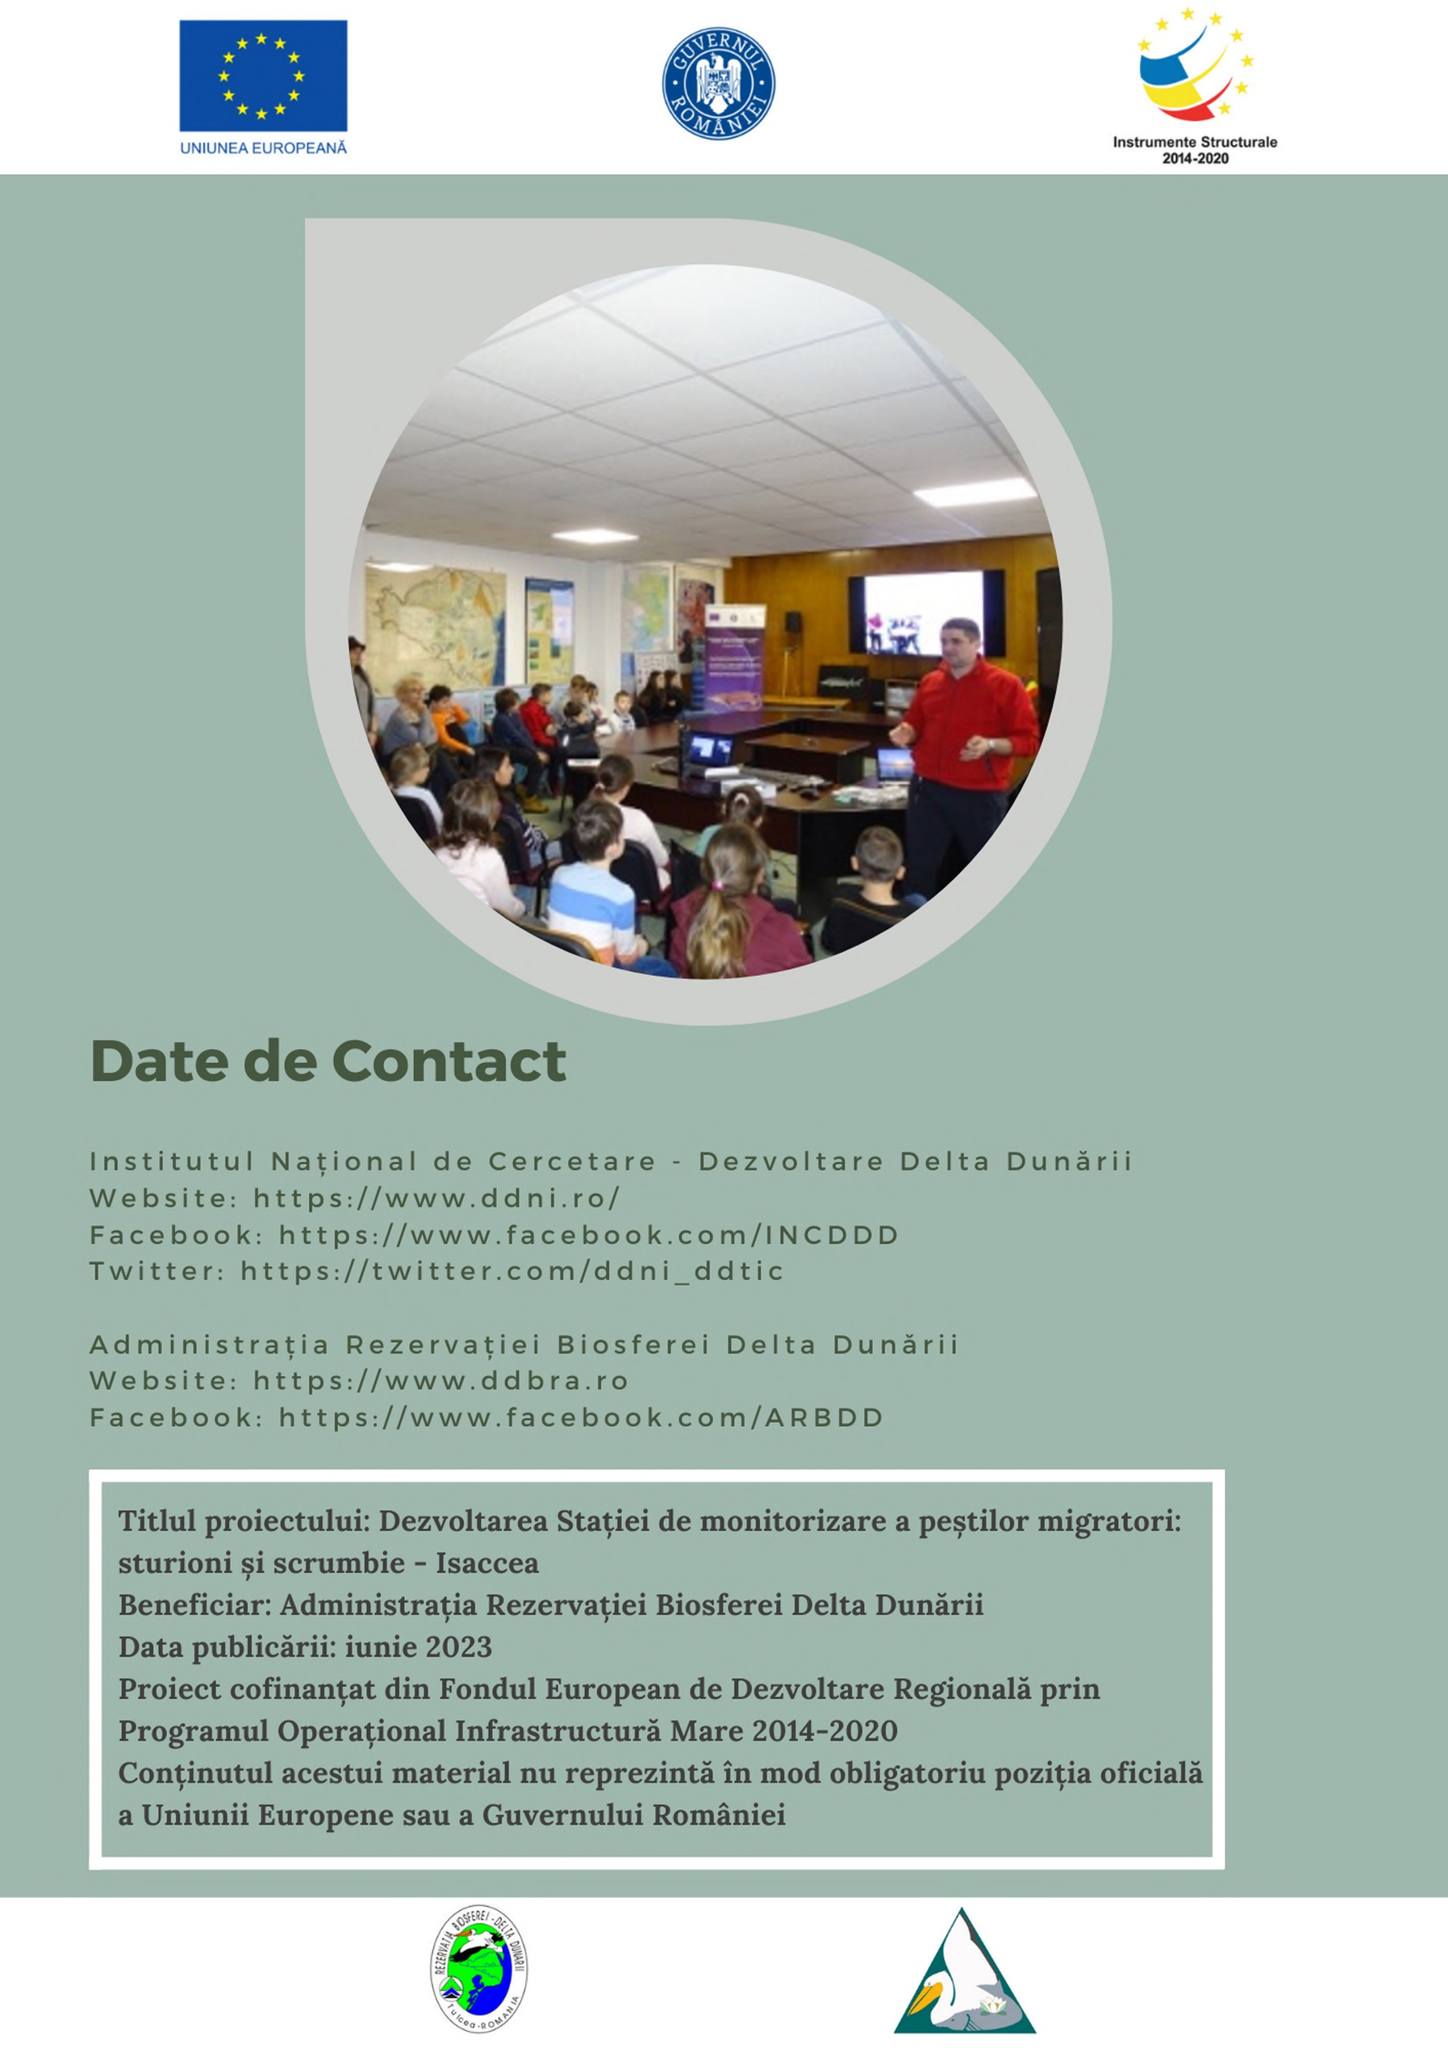 UNIUNEA EUROPEANĂ
GUVERNUL ROMÂNIEI
Instrumente Structurale
2014-2020
Date de Contact
Institutul Național de Cercetare - Dezvoltare Delta Dunării
Website: https://www.ddni.ro/
Facebook: https://www.facebook.com/INCDDD
Twitter: https://twitter.com/ddni_ddtic
Administrația Rezervației Biosferei Delta Dunării
Website: https://www.ddbra.ro
Facebook: https://www.facebook.com/ARBDD
Titlul proiectului: Dezvoltarea Stației de monitorizare a peștilor migratori:
sturioni și scrumbie - Isaccea
Beneficiar: Administrația Rezervației Biosferei Delta Dunării
Data publicării: iunie 2023
Proiect cofinanțat din Fondul European de Dezvoltare Regională prin
Programul Operațional Infrastructură Mare 2014-2020
Conținutul acestui material nu reprezintă în mod obligatoriu poziția oficială
a Uniunii Europene sau a Guvernului României
REZERVATIA BIOSFEREI - DELTA DUNARII
Tulcea - ROMANIA